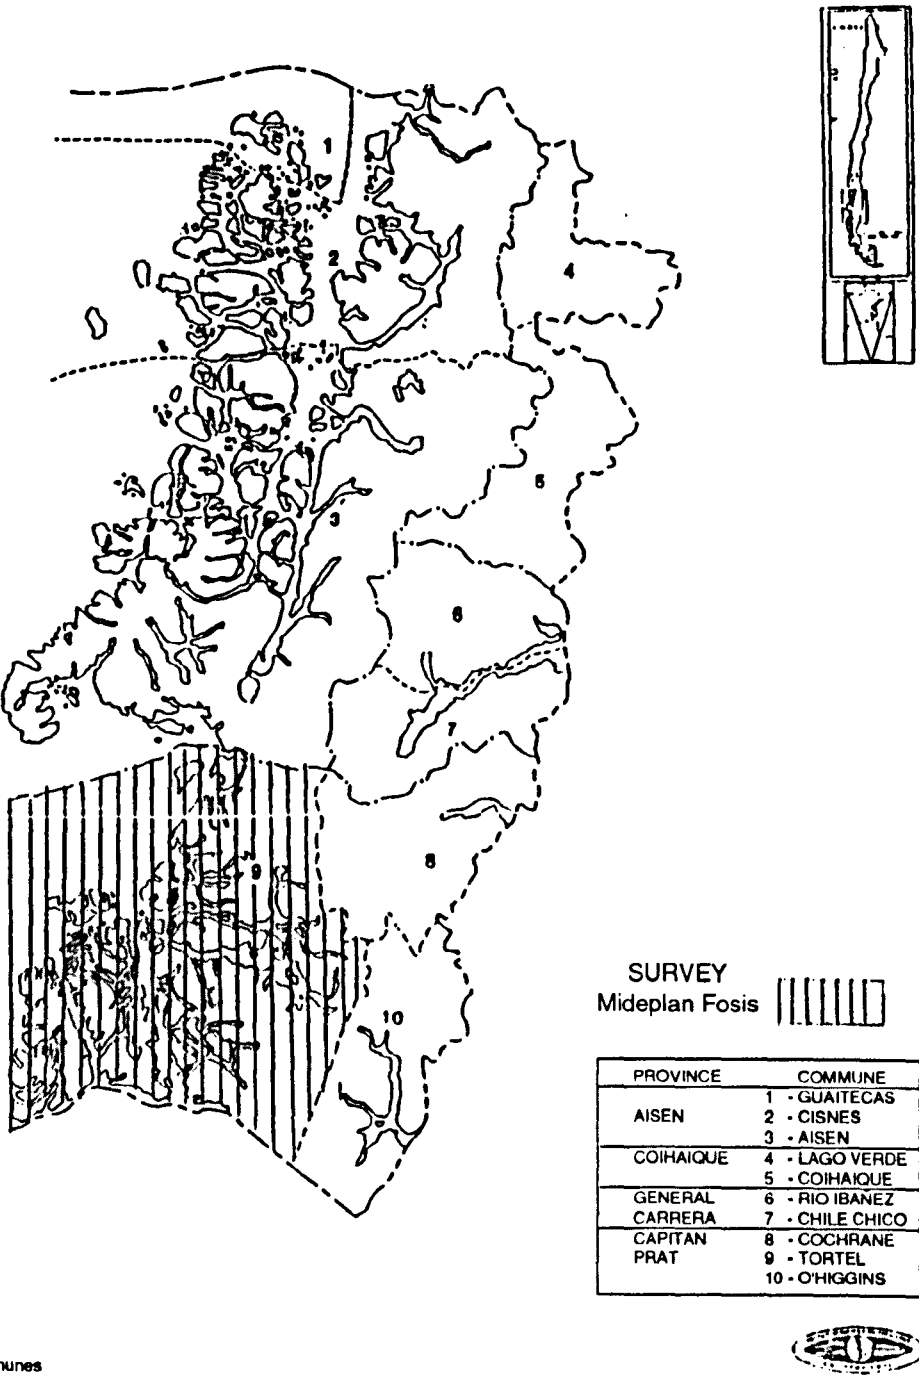 1
2
4
5
3
6
7
8
9
10
SURVEY
Mideplan Fosis
PROVINCE COMMUNE
1 - GUAITECAS
AISEN 2 - CISNES
3 - AISEN
COIHAIQUE 4 - LAGO VERDE
5 - COIHAIQUE
GENERAL 6 - RIO IBANEZ
CARRERA 7 - CHILE CHICO
CAPITAN 8 - COCHRANE
PRAT 9 - TORTEL
10 - O'HIGGINS
nunes